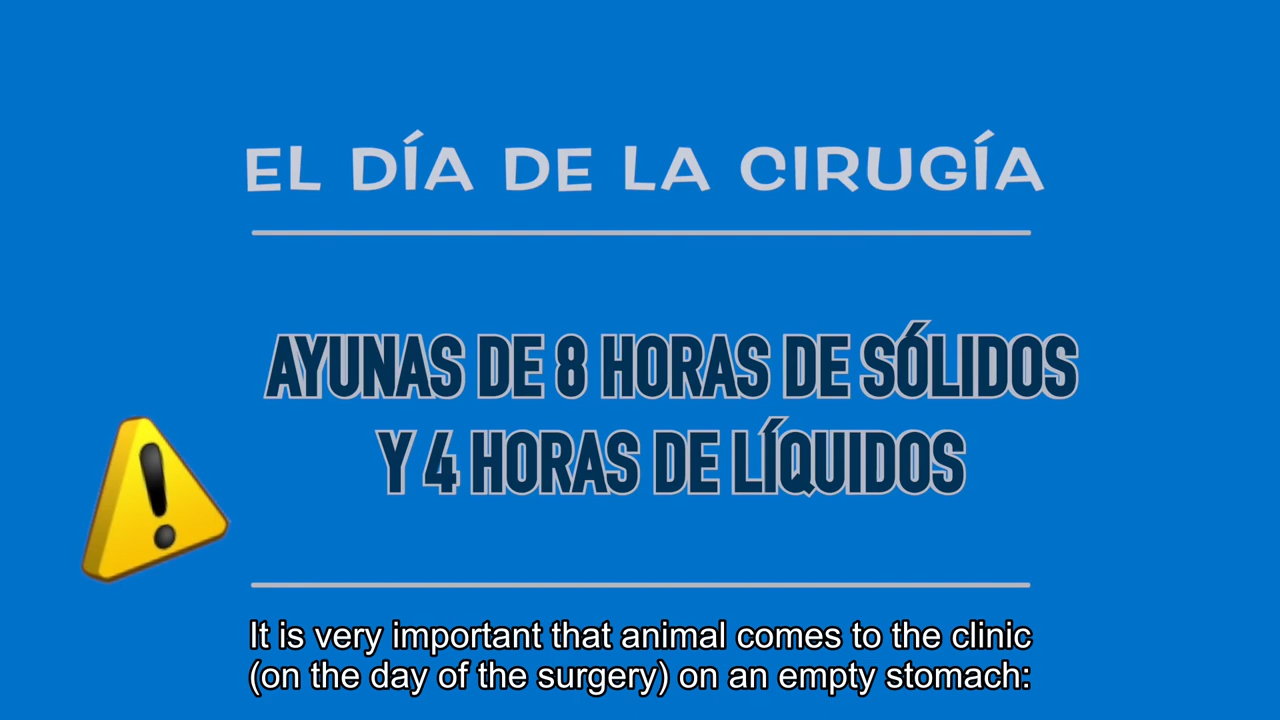 EL DÍA DE LA CIRUGÍA
AYUNAS DE 8 HORAS DE SÓLIDOS
Y 4 HORAS DE LÍQUIDOS
It is very important that animal comes to the clinic
(on the day of the surgery) on an empty stomach: